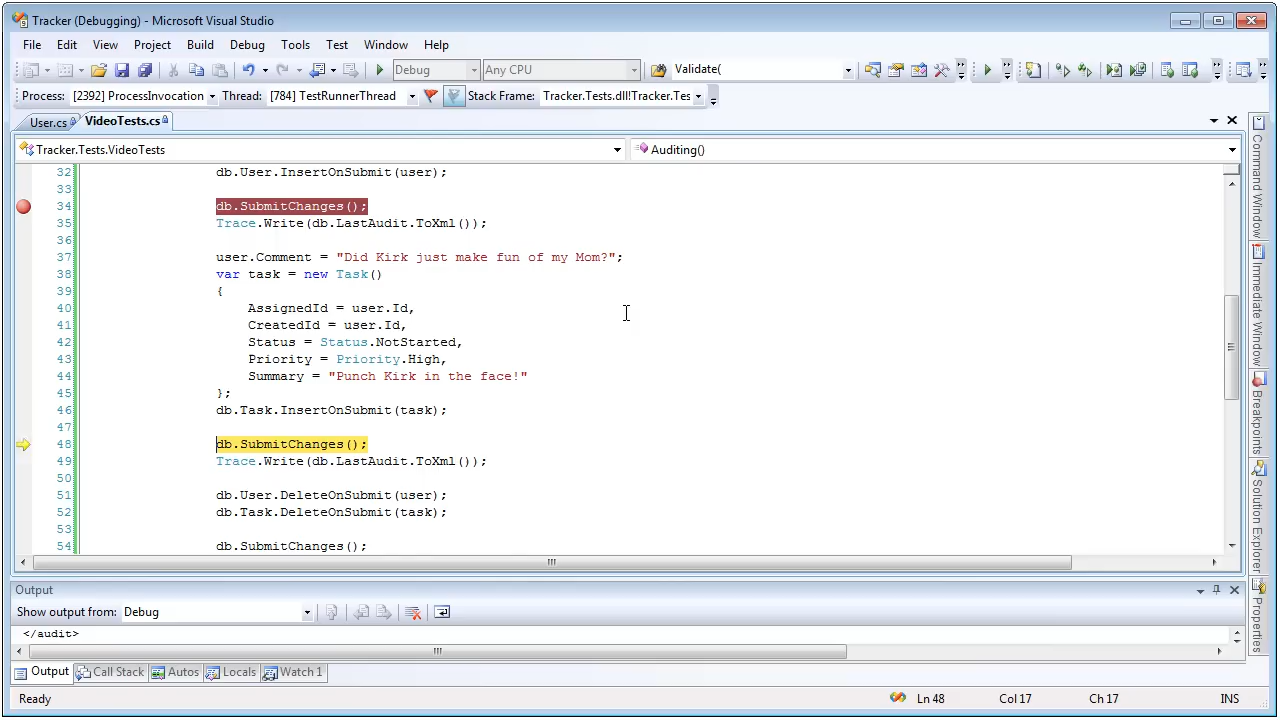 Tracker (Debugging) - Microsoft Visual Studio
File Edit View Project Build Debug Tools Test Window Help
Debug Any CPU Validate(
Process: [2392] ProcessInvocation Thread: [784] TestRunnerThread Stack Frame: Tracker.Tests.dll!Tracker.Tes
User.cs VideoTests.cs
Tracker.Tests.VideoTests Auditing()
32 db.User.InsertOnSubmit(user);
33
34 db.SubmitChanges();
35 Trace.Write(db.LastAudit.ToXml());
36
37 user.Comment = "Did Kirk just make fun of my Mom?";
38 var task = new Task()
39 {
40 AssignedId = user.Id,
41 CreatedId = user.Id,
42 Status = Status.NotStarted,
43 Priority = Priority.High,
44 Summary = "Punch Kirk in the face!"
45 };
46 db.Task.InsertOnSubmit(task);
47
48 db.SubmitChanges();
49 Trace.Write(db.LastAudit.ToXml());
50
51 db.User.DeleteOnSubmit(user);
52 db.Task.DeleteOnSubmit(task);
53
54 db.SubmitChanges();
Command Window
Immediate Window
Breakpoints
Solution Explorer
Properties
Output
Show output from: Debug
</audit>
Output Call Stack Autos Locals Watch 1
Ready Ln 48 Col 17 Ch 17 INS